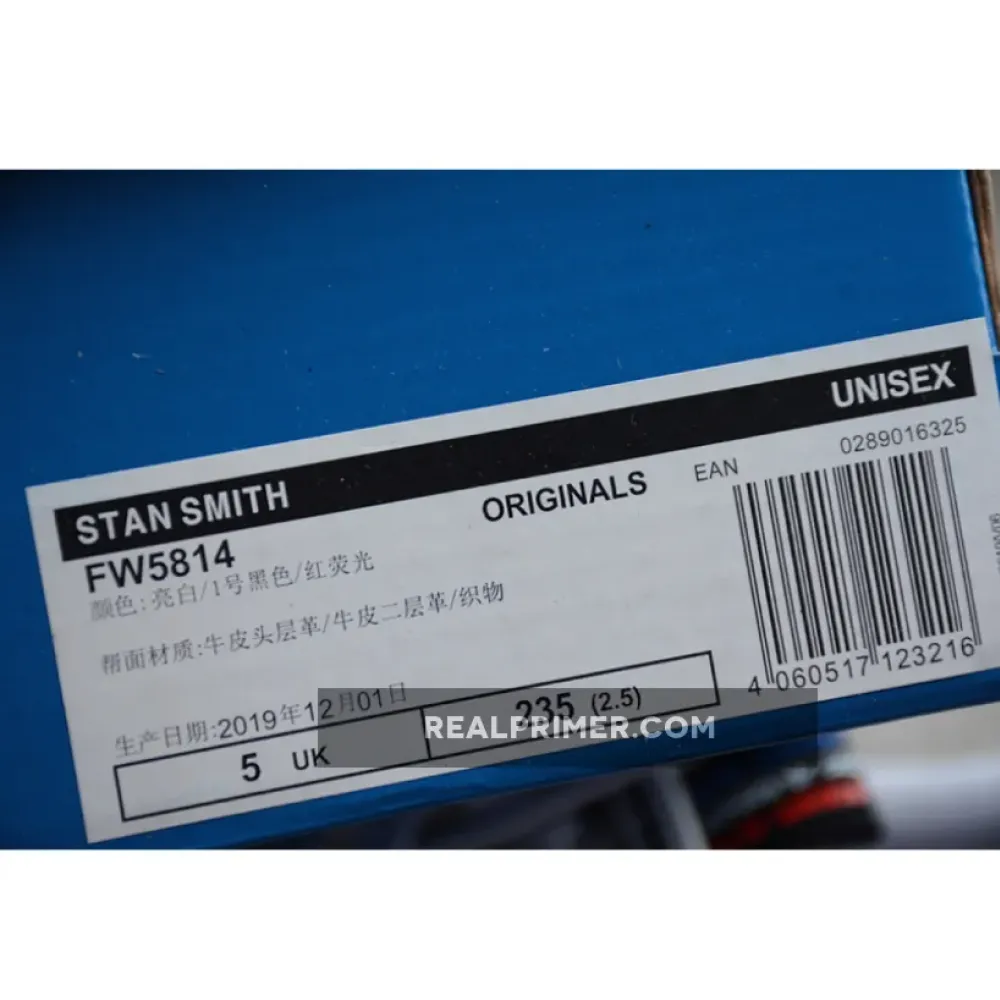 STAN SMITH UNISEX
FW5814 ORIGINALS EAN 0289016325
颜色:亮白/1号黑色/红荧光
帮面材质:牛皮头层革/牛皮二层革/织物
生产日期:2019年12月01日
4 060517 123216
5 UK 235 (2.5)
REALPRIMER.COM